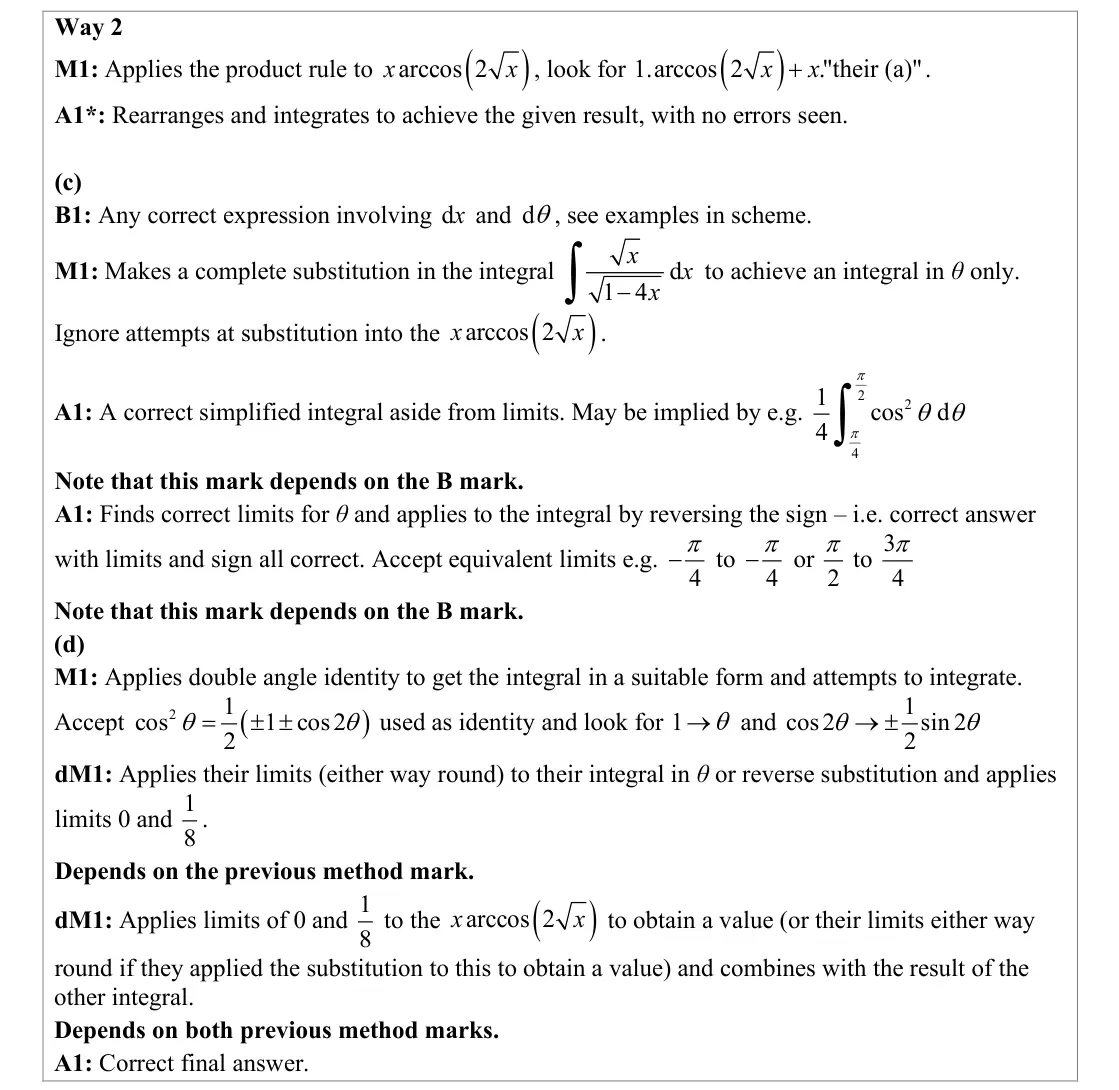 Way 2
M1: Applies the product rule to x arccos(2√x), look for 1.arccos(2√x)+ x."their (a)".
A1*: Rearranges and integrates to achieve the given result, with no errors seen.
(c)
B1: Any correct expression involving dx and dθ, see examples in scheme.
M1: Makes a complete substitution in the integral ∫ √x/√(1−4x) dx to achieve an integral in θ only.
Ignore attempts at substitution into the x arccos(2√x).
A1: A correct simplified integral aside from limits. May be implied by e.g. 1/4 ∫_{π/4}^{π/2} cos² θ dθ
Note that this mark depends on the B mark.
A1: Finds correct limits for θ and applies to the integral by reversing the sign – i.e. correct answer
with limits and sign all correct. Accept equivalent limits e.g. −π/4 to −π/4 or π/2 to 3π/4
Note that this mark depends on the B mark.
(d)
M1: Applies double angle identity to get the integral in a suitable form and attempts to integrate.
Accept cos² θ = 1/2(±1±cos 2θ) used as identity and look for 1→θ and cos 2θ → ±1/2 sin 2θ
dM1: Applies their limits (either way round) to their integral in θ or reverse substitution and applies
limits 0 and 1/8.
Depends on the previous method mark.
dM1: Applies limits of 0 and 1/8 to the x arccos(2√x) to obtain a value (or their limits either way
round if they applied the substitution to this to obtain a value) and combines with the result of the
other integral.
Depends on both previous method marks.
A1: Correct final answer.